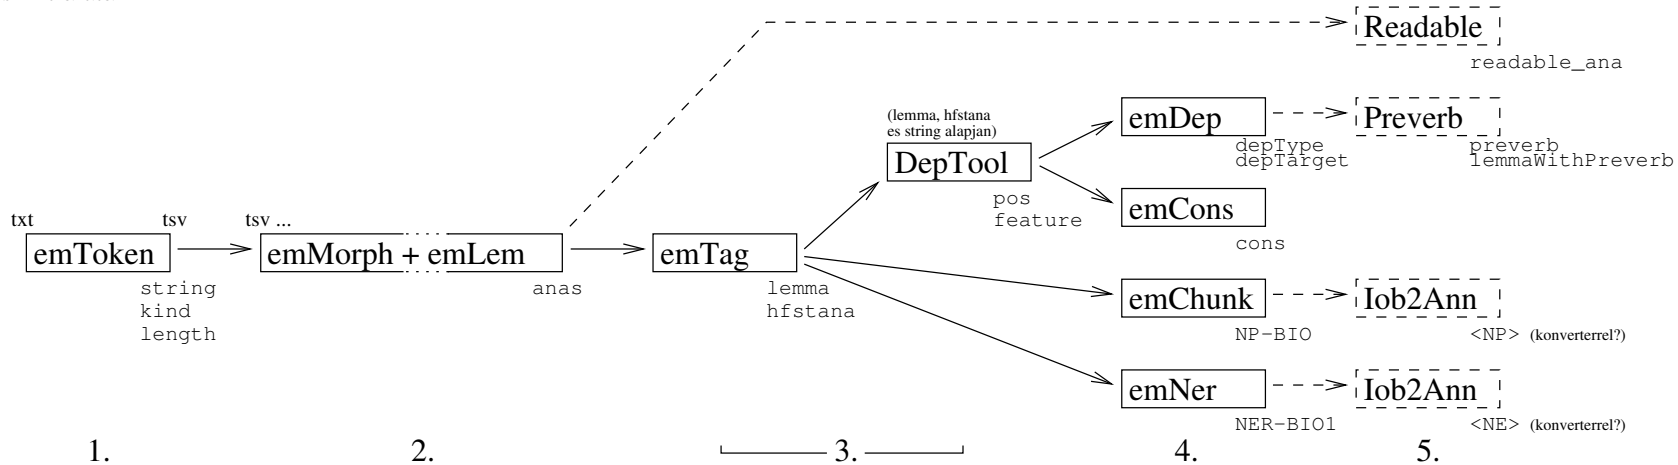 Readable
readable_ana
(lemma, hfstana
es string alapjan)
DepTool
pos
feature
emDep
depType
depTarget
Preverb
preverb
lemmaWithPreverb
emCons
cons
txt
tsv
tsv ...
emToken
string
kind
length
emMorph + emLem
anas
emTag
lemma
hfstana
emChunk
NP-BIO
Iob2Ann
<NP> (konverterrel?)
emNer
NER-BIO1
Iob2Ann
<NE> (konverterrel?)
1. 2. 3. 4. 5.